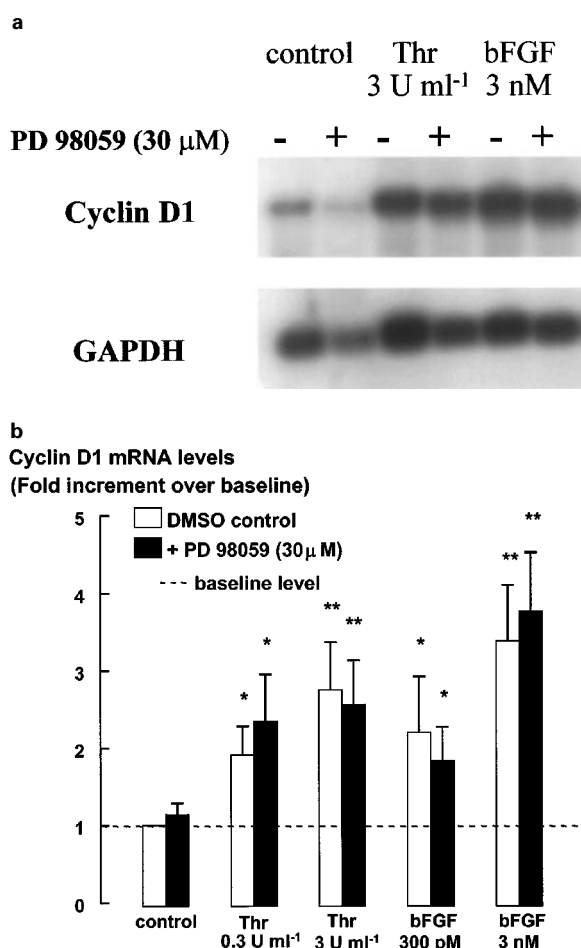 a
control Thr bFGF
3 U ml⁻¹ 3 nM
PD 98059 (30 µM) - + - + - +
Cyclin D1
GAPDH
b
Cyclin D1 mRNA levels
(Fold increment over baseline)
5
DMSO control
+ PD 98059 (30µM)
---- baseline level
4
3
2
1
0
* * ** ** * * ** **
control Thr Thr bFGF bFGF
0.3 U ml⁻¹ 3 U ml⁻¹ 300 pM 3 nM